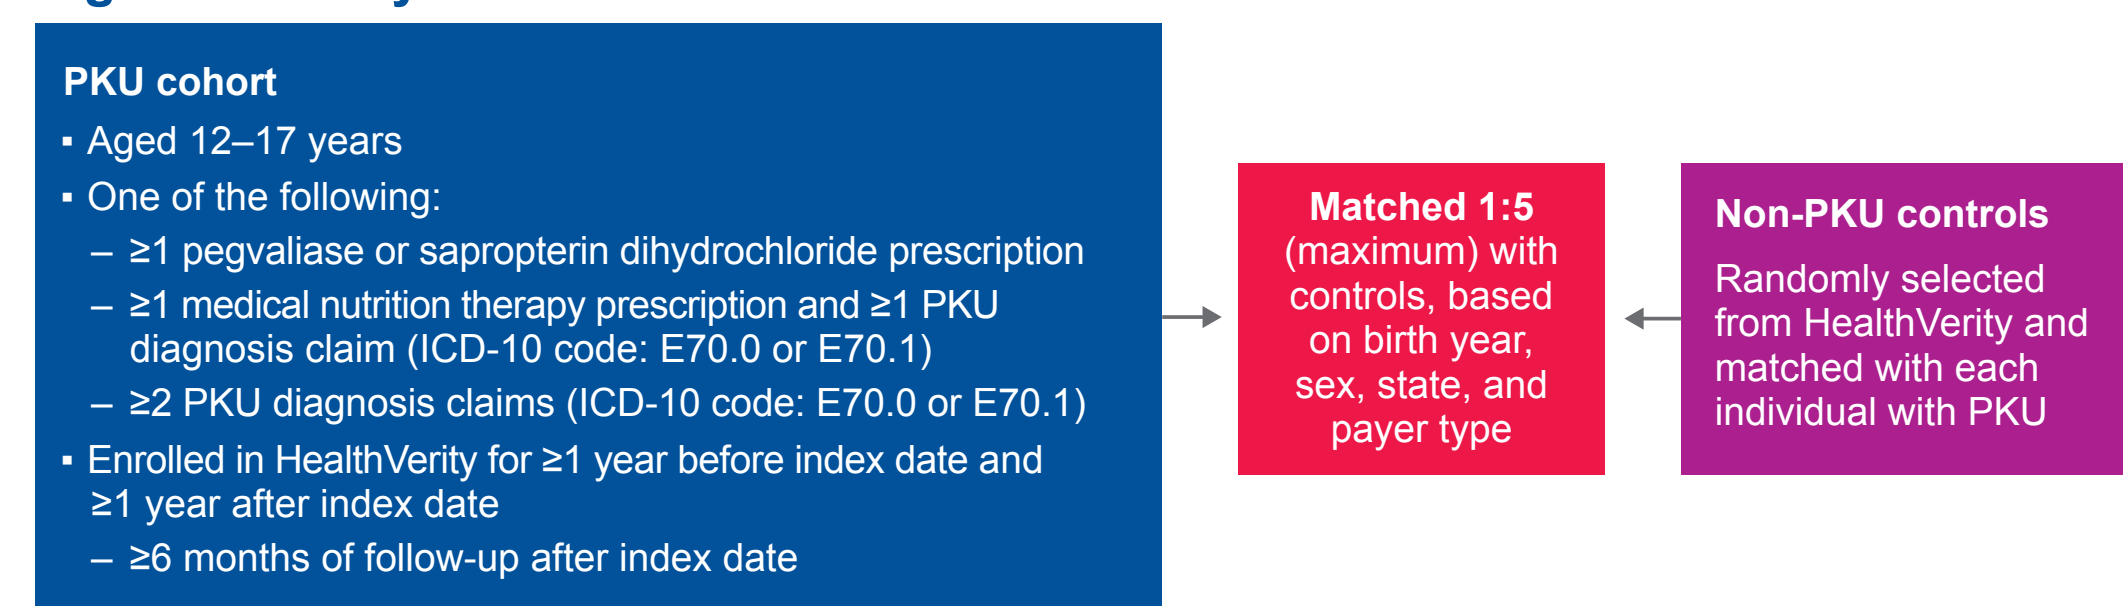 PKU cohort
▪ Aged 12–17 years
▪ One of the following:
– ≥1 pegvaliase or sapropterin dihydrochloride prescription
– ≥1 medical nutrition therapy prescription and ≥1 PKU
diagnosis claim (ICD-10 code: E70.0 or E70.1)
– ≥2 PKU diagnosis claims (ICD-10 code: E70.0 or E70.1)
▪ Enrolled in HealthVerity for ≥1 year before index date and
≥1 year after index date
– ≥6 months of follow-up after index date
Matched 1:5
(maximum) with
controls, based
on birth year,
sex, state, and
payer type
Non-PKU controls
Randomly selected
from HealthVerity and
matched with each
individual with PKU